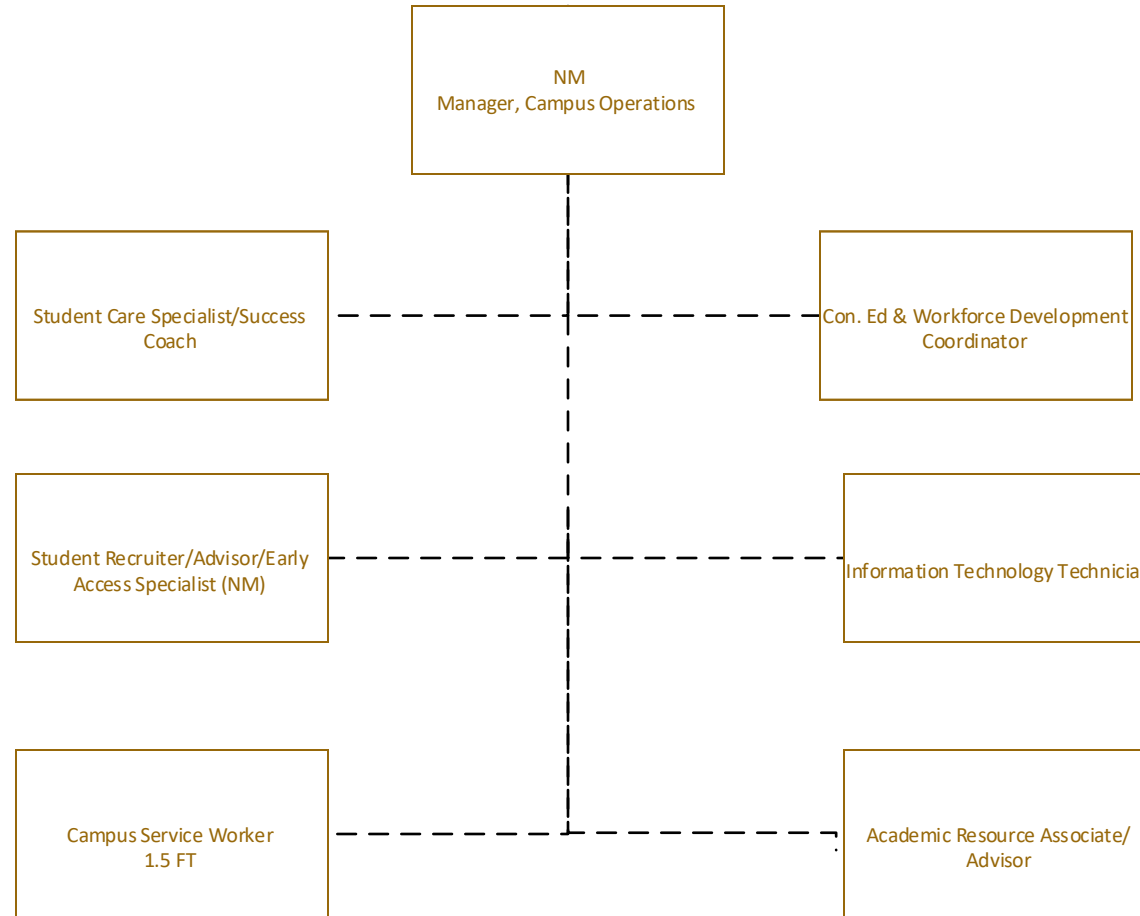 NM
Manager, Campus Operations
Student Care Specialist/Success
Coach
Con. Ed & Workforce Development
Coordinator
Student Recruiter/Advisor/Early
Access Specialist (NM)
Information Technology Technicia
Campus Service Worker
1.5 FT
Academic Resource Associate/
Advisor